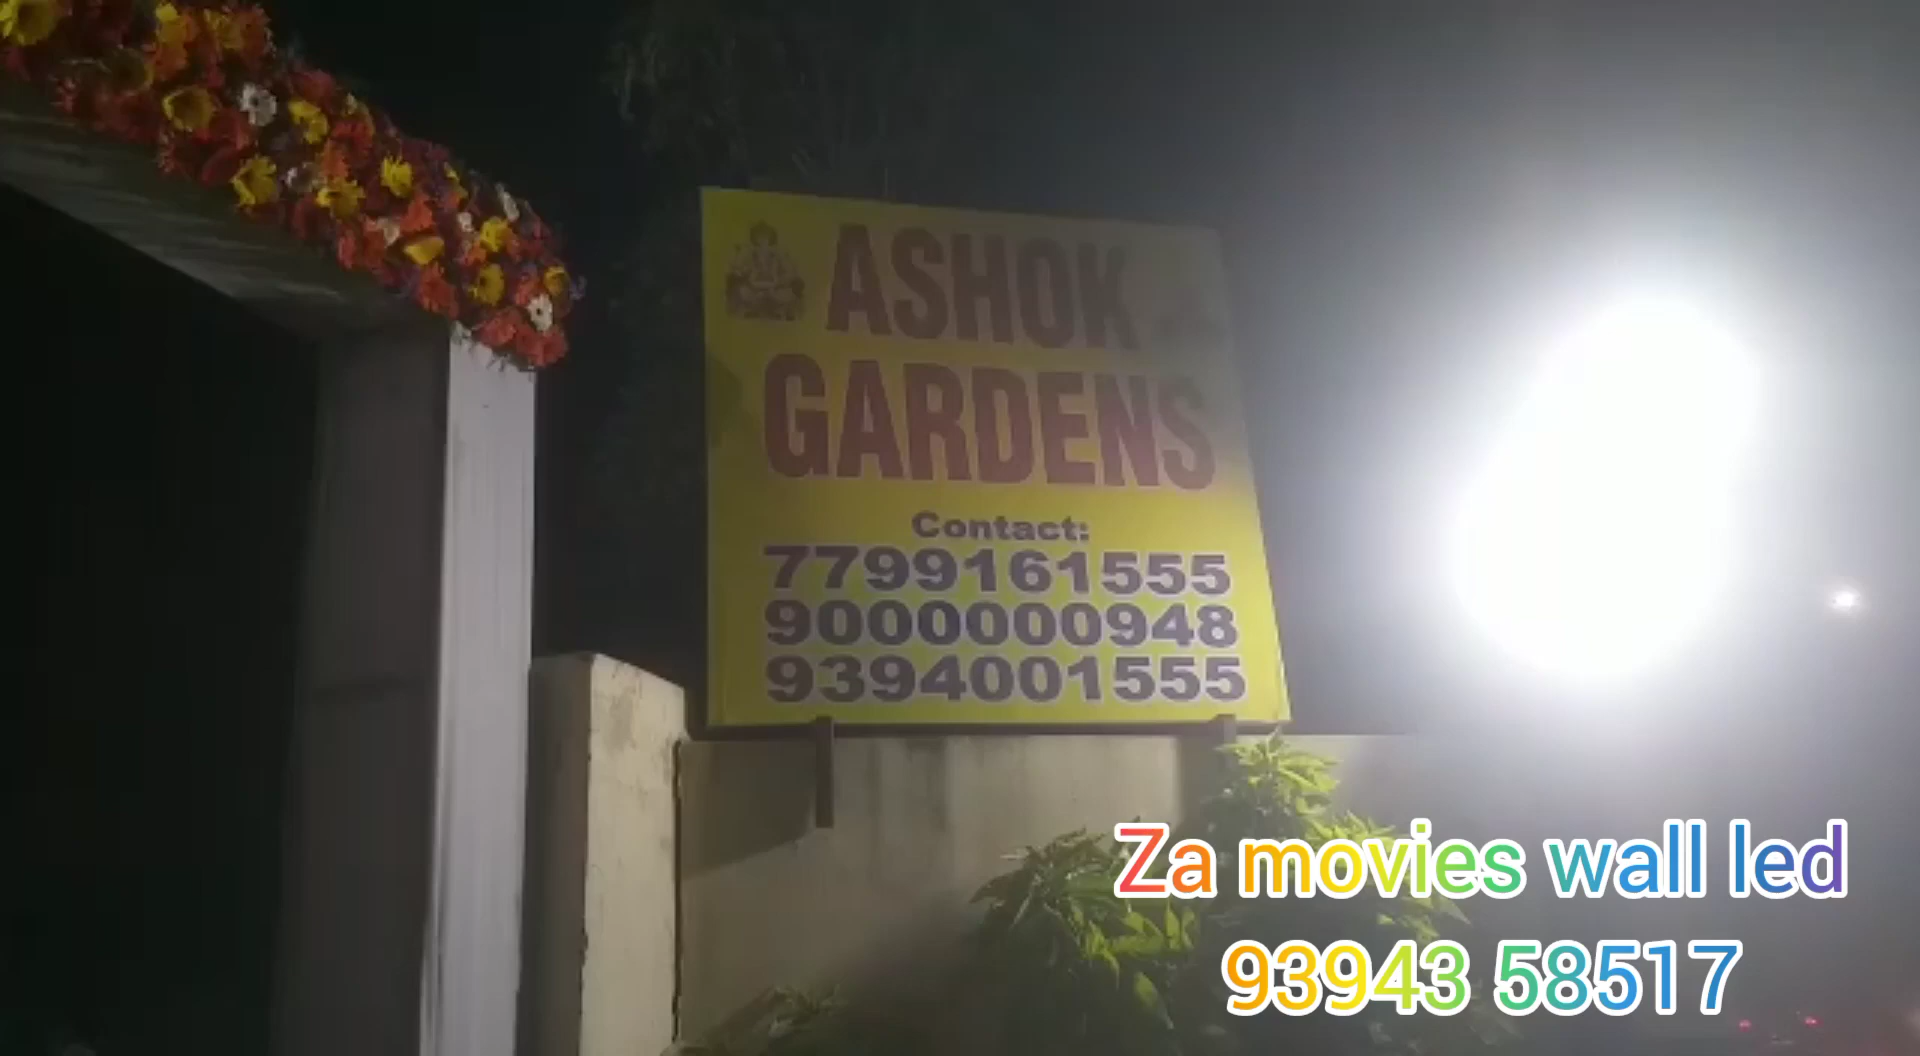 ASHOK
GARDENS
Contact:
7799161555
9000000948
9394001555
Za movies wall led
93943 58517